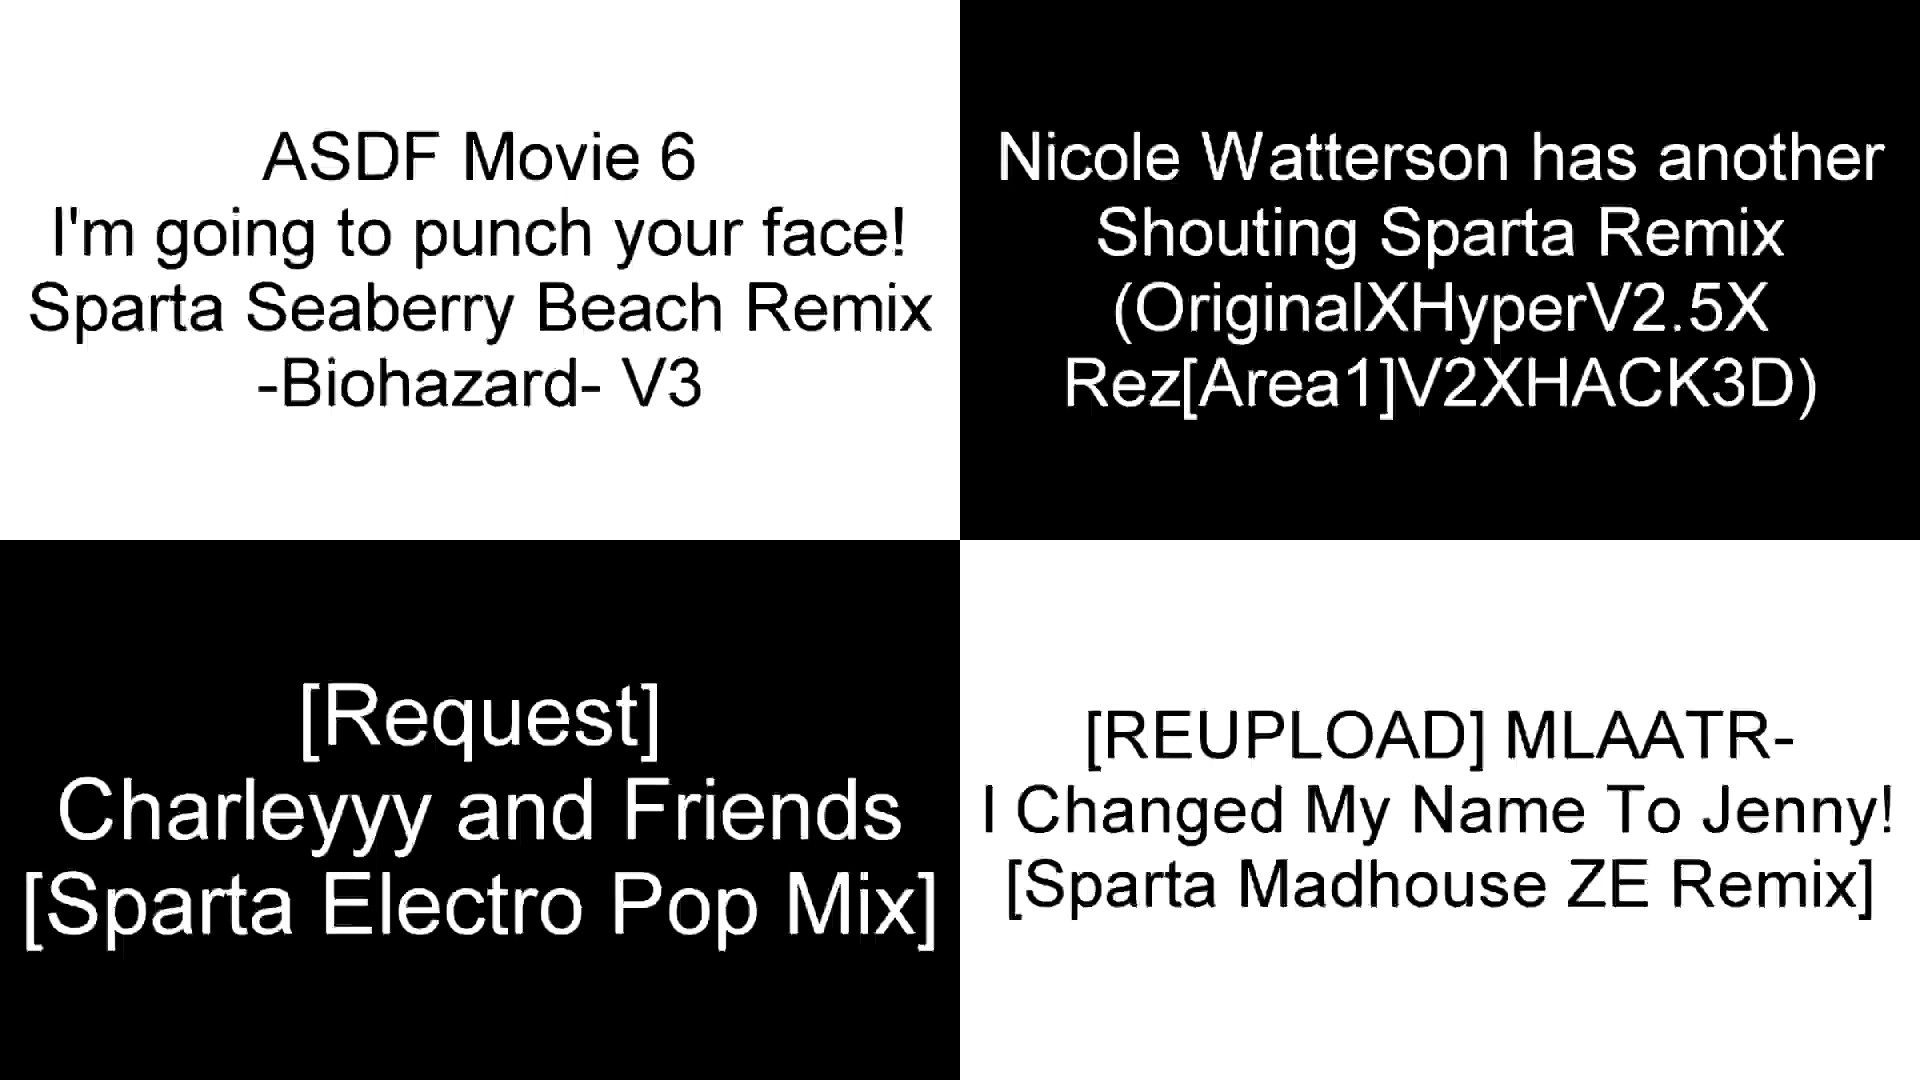 ASDF Movie 6
I'm going to punch your face!
Sparta Seaberry Beach Remix
-Biohazard- V3
Nicole Watterson has another
Shouting Sparta Remix
(OriginalXHyperV2.5X
Rez[Area1]V2XHACK3D)
[Request]
Charleyyy and Friends
[Sparta Electro Pop Mix]
[REUPLOAD] MLAATR-
I Changed My Name To Jenny!
[Sparta Madhouse ZE Remix]